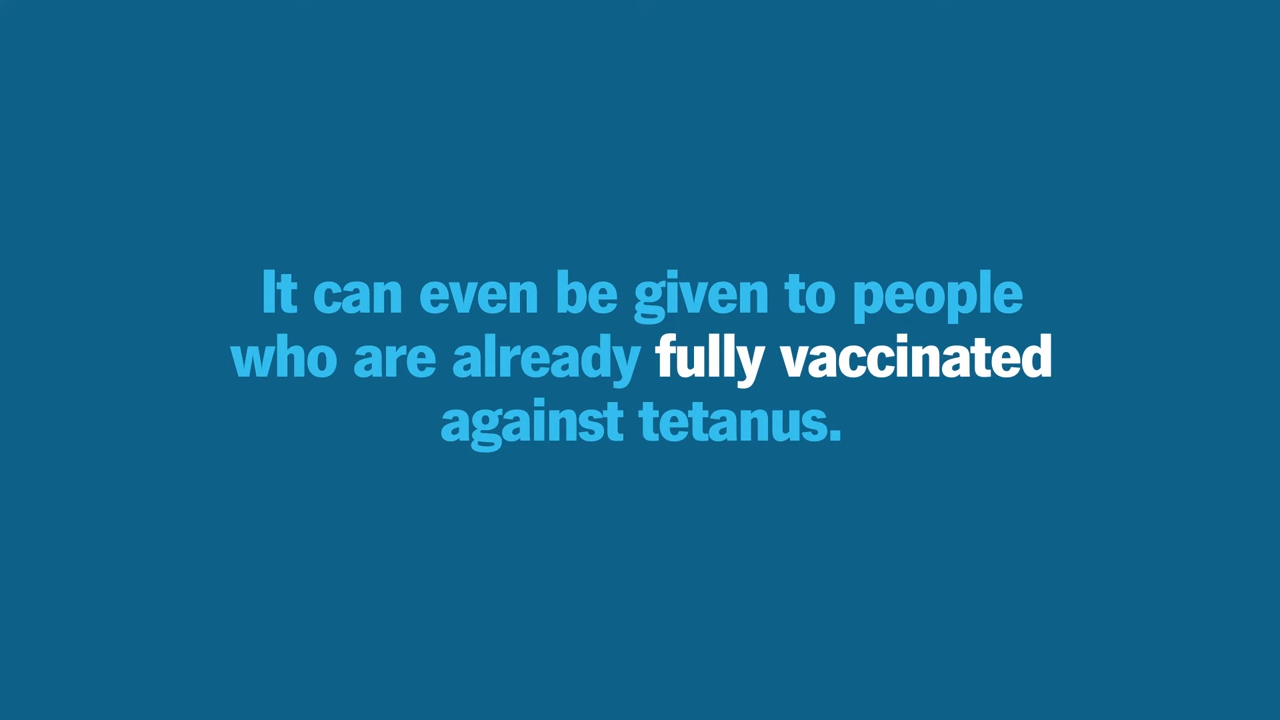 It can even be given to people
who are already fully vaccinated
against tetanus.